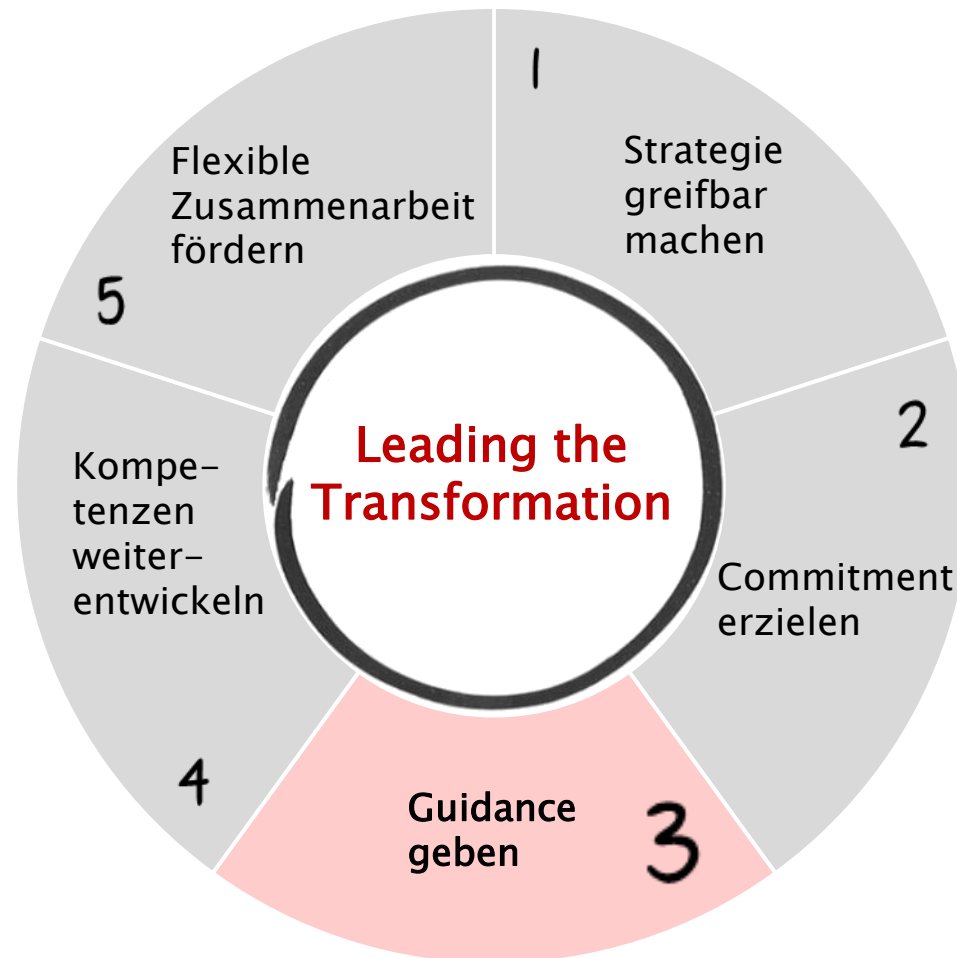 1
Strategie
greifbar
machen
2
Commitment
erzielen
3
Guidance
geben
4
Kompe-
tenzen
weiter-
entwickeln
5
Flexible
Zusammenarbeit
fördern
Leading the
Transformation